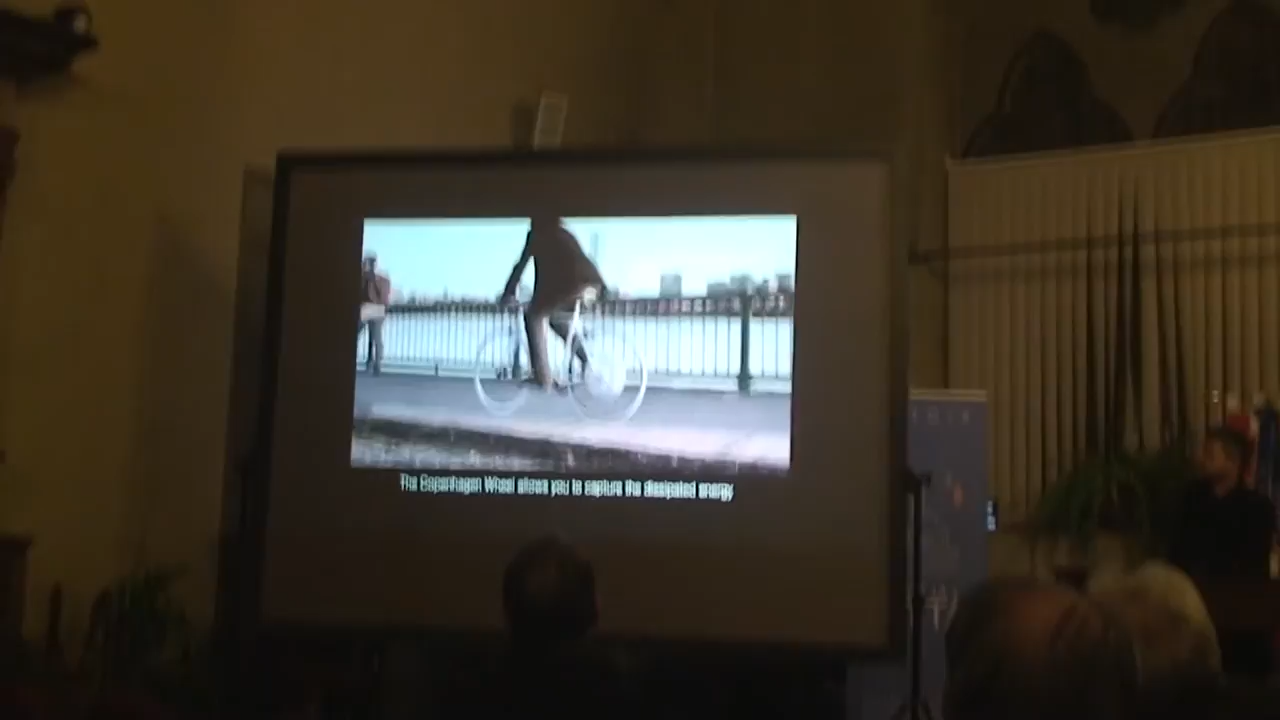 The Copenhagen Wheel allows you to capture the dissipated energy